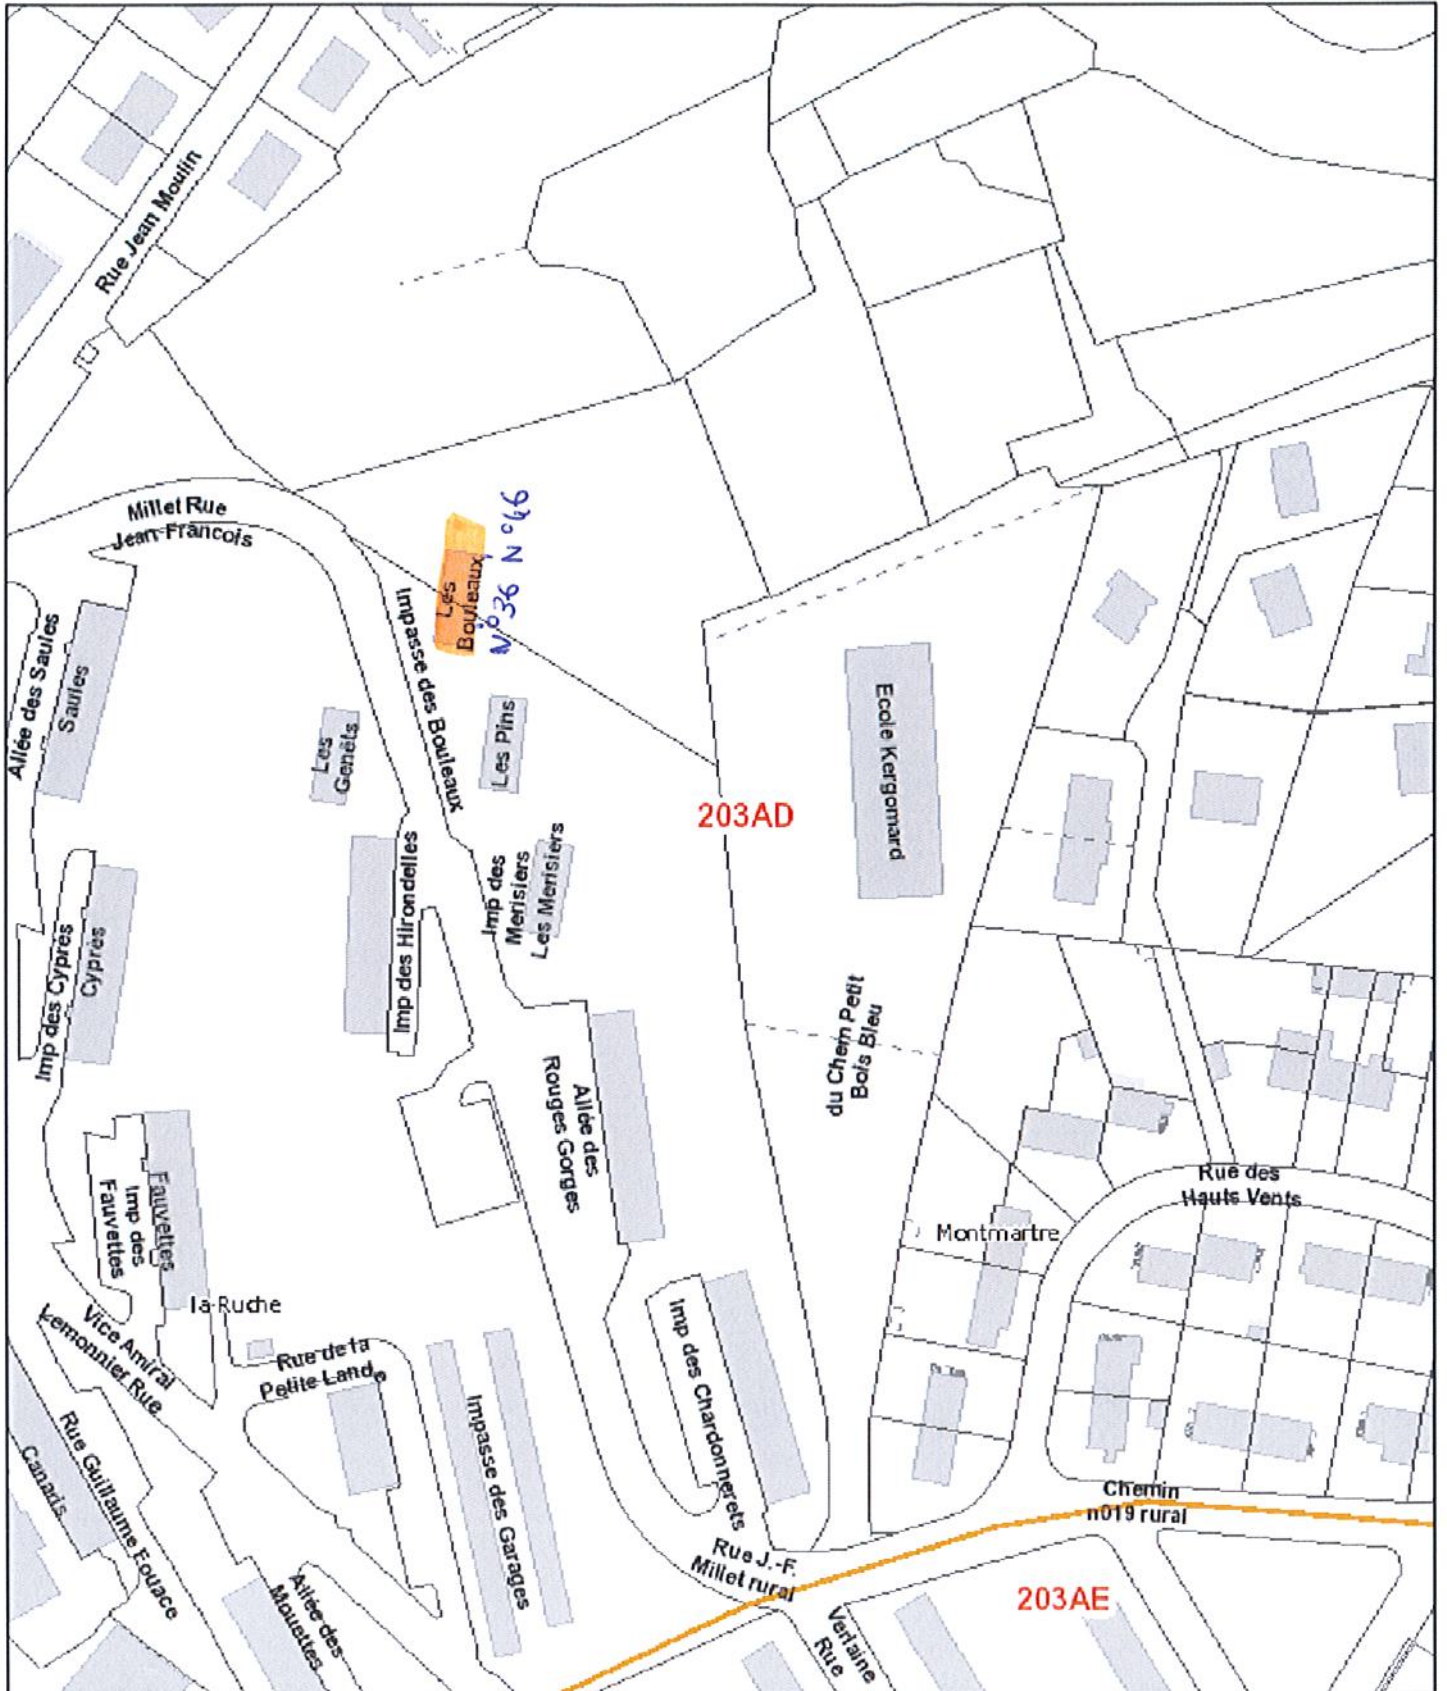 Rue Jean Moulin
Millet Rue
Jean-Francois
N°36 N°46
Les
Bouleaux
Impasse des Bouleaux
Allée des Saules
Saules
Les
Genêts
Les Pins
203AD
Ecole Kergomard
Imp des
Merisiers
Les Merisiers
Imp des Hirondelles
Imp des Cyprès
Cyprès
du Chem Petit
Bois Bleu
Allée des
Rouges Gorges
Rue des
Hauts Vents
Montmartre
Fauvettes
Imp des
Fauvettes
la Ruche
Vice Amiral
Lemonnier Rue
Rue de la
Petite Lande
Imp des Chardonnerets
Impasse des Garages
Rue Guillaume Fouace
Canaris
Chemin
n019 rural
Rue J.-F.
Millet rural
203AE
Allée des
Mouettes
Verlaine
Rue